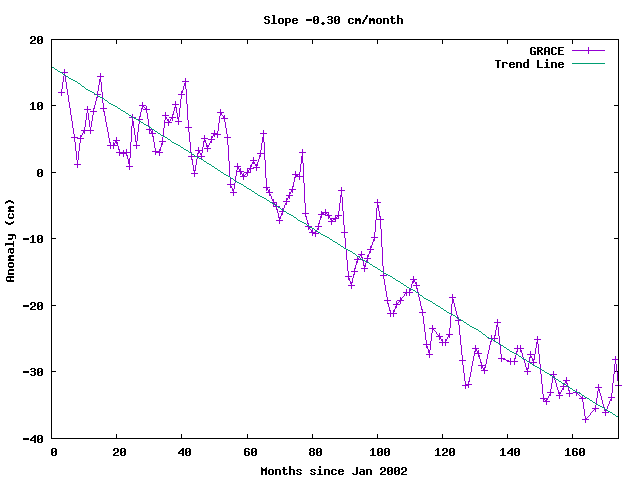 Slope -0.30 cm/month
GRACE
Trend Line
20
10
0
-10
-20
-30
-40
Anomaly (cm)
0 20 40 60 80 100 120 140 160
Months since Jan 2002